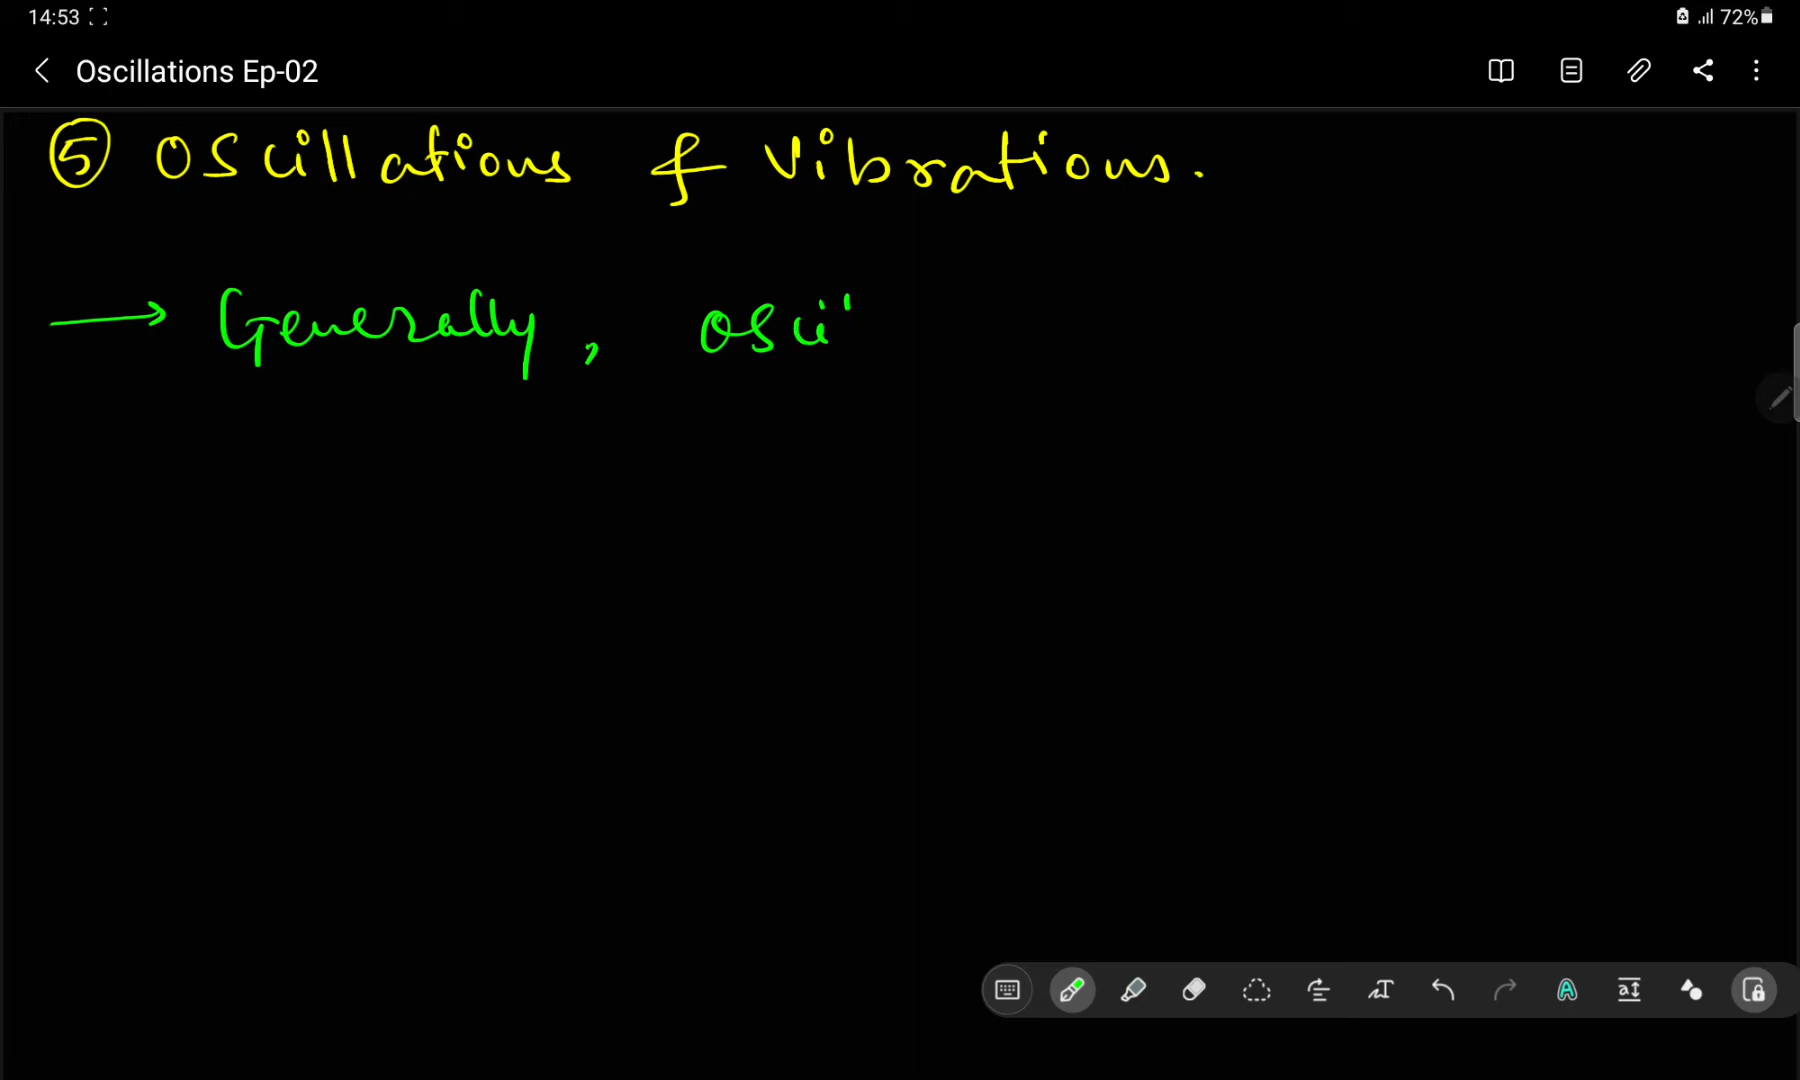 14:53 72%
Oscillations Ep-02
⑤ Oscillations & Vibrations.
→ Generally, osci'